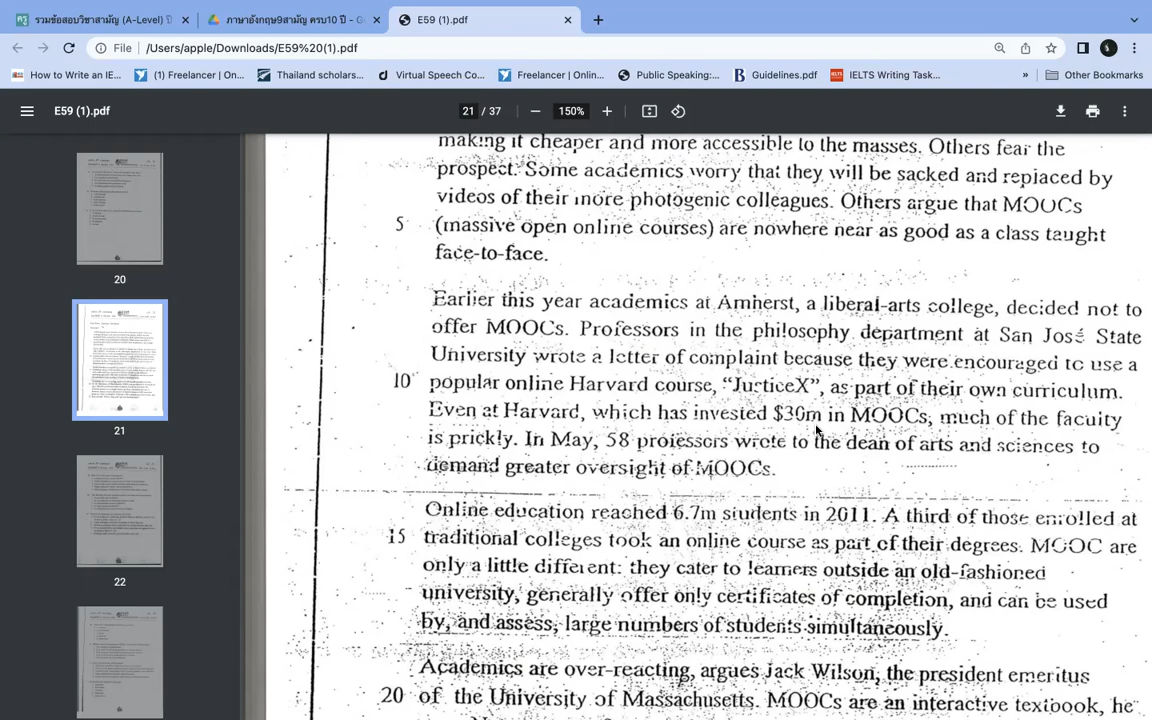 รวมข้อสอบวิชาสามัญ (A-Level) ปี
ภาษาอังกฤษ9สามัญ ครบ10 ปี - G
E59 (1).pdf
File
/Users/apple/Downloads/E59%20(1).pdf
How to Write an IE...
(1) Freelancer | On...
Thailand scholars...
Virtual Speech Co...
Freelancer | Onlin...
Public Speaking:...
Guidelines.pdf
IELTS Writing Task...
»
Other Bookmarks
E59 (1).pdf
21 / 37
150%
20
21
22
making it cheaper and more accessible to the masses. Others fear the
prospect. Some academics worry that they will be sacked and replaced by
videos of their more photogenic colleagues. Others argue that MOOCs
5 (massive open online courses) are nowhere near as good as a class taught
face-to-face.
Earlier this year academics at Amherst, a liberal-arts college, decided not to
offer MOOCs. Professors in the philosophy department at San José State
University wrote a letter of complaint because they were encouraged to use a
10 popular online Harvard course, “JusticeX”, as part of their own curriculum.
Even at Harvard, which has invested $30m in MOOCs, much of the faculty
is prickly. In May, 58 professors wrote to the dean of arts and sciences to
demand greater oversight of MOOCs.
Online education reached 6.7m students in 2011. A third of those enrolled at
15 traditional colleges took an online course as part of their degrees. MOOC are
only a little different: they cater to learners outside an old-fashioned
university, generally offer only certificates of completion, and can be used
by, and assess, large numbers of students simultaneously.
Academics are over-reacting, argues Jack Wilson, the president emeritus
20 of the University of Massachusetts. MOOCs are an interactive textbook, he